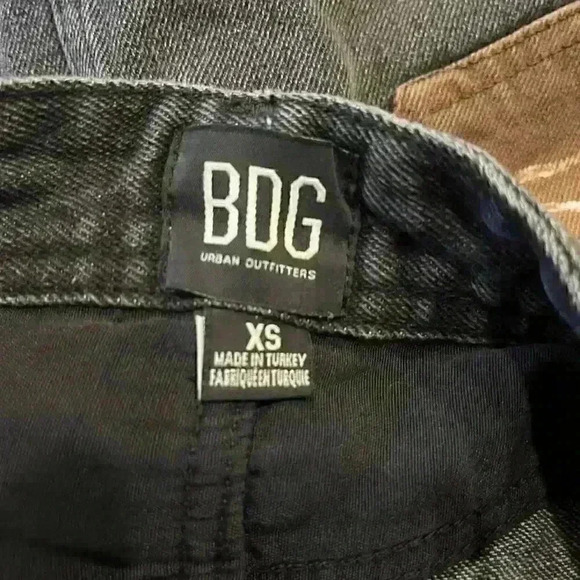 BDG
URBAN OUTFITTERS
XS
MADE IN TURKEY
FABRIQUÉ EN TURQUIE